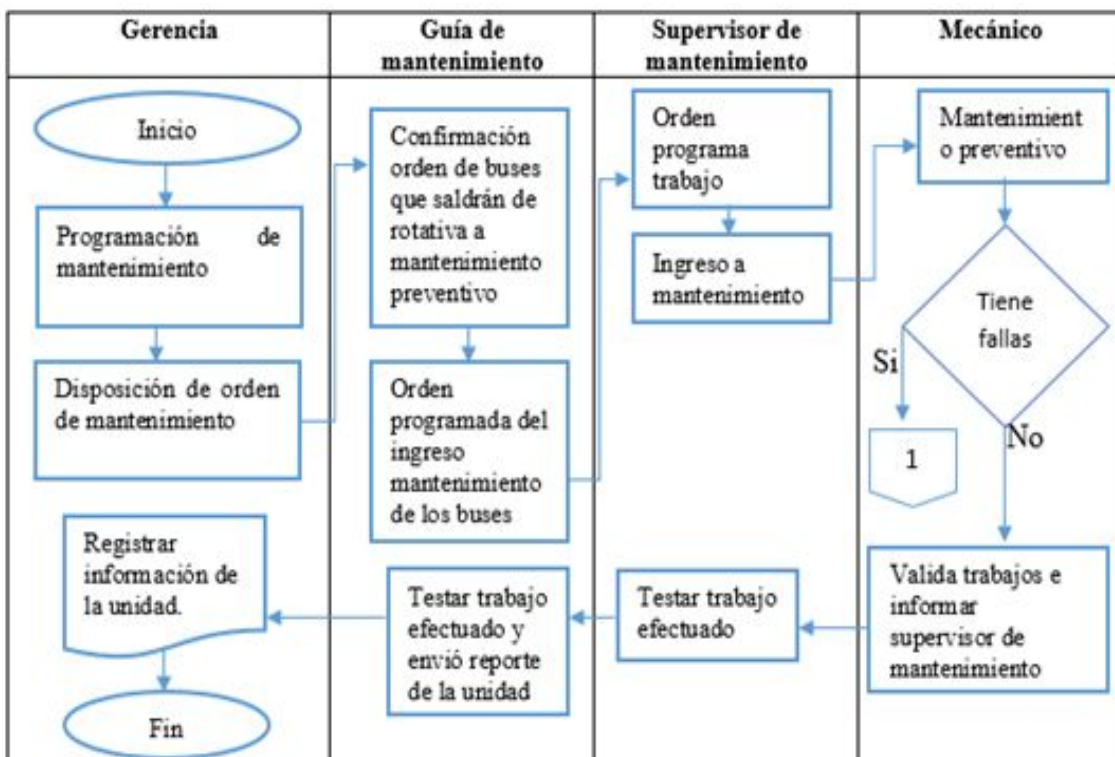 Gerencia
Guía de
mantenimiento
Supervisor de
mantenimiento
Mecánico
Inicio
Programación de
mantenimiento
Disposición de orden
de mantenimiento
Confirmación
orden de buses
que saldrán de
rotativa a
mantenimiento
preventivo
Orden
programada del
ingreso
mantenimiento
de los buses
Orden
programa
trabajo
Ingreso a
mantenimiento
Mantenimient
o preventivo
Tiene
fallas
Si
1
No
Valida trabajos e
informar
supervisor de
mantenimiento
Testar trabajo
efectuado
Testar trabajo
efectuado y
envió reporte
de la unidad
Registrar
información de
la unidad.
Fin